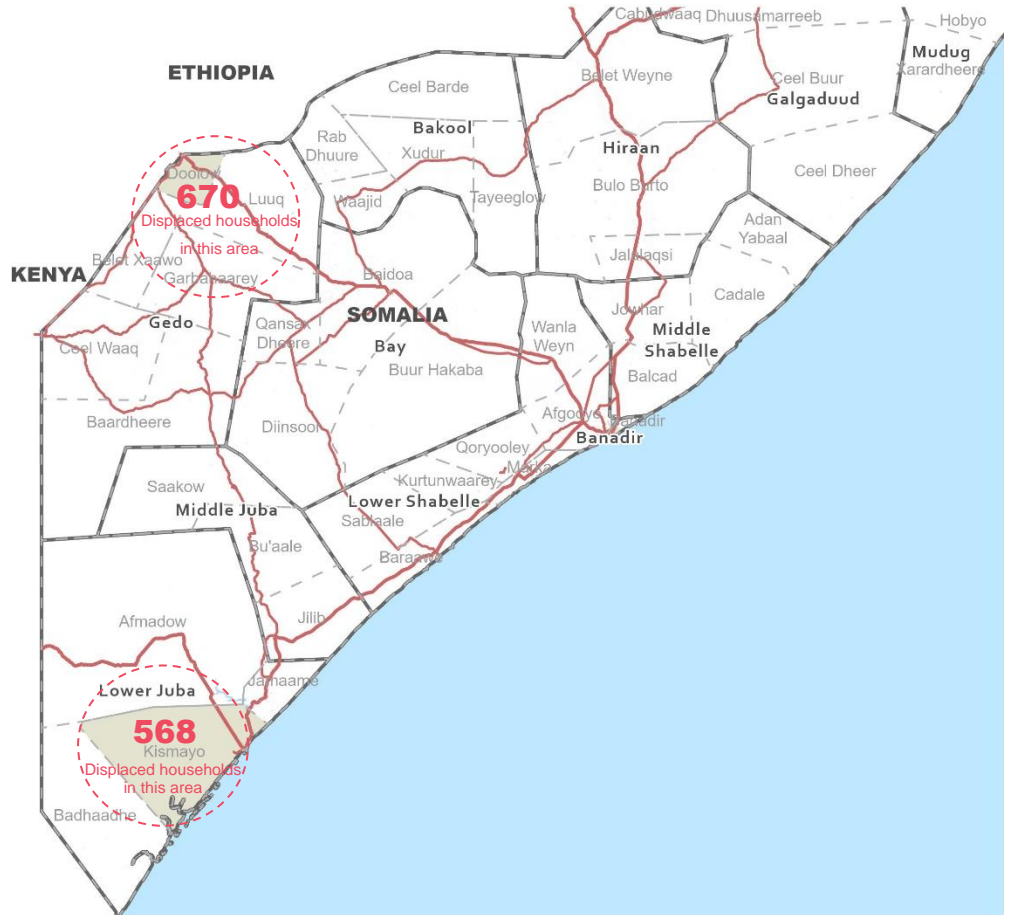 Cabudwaaq
Dhuusamarreeb
Hobyo
Mudug
Xarardheere
ETHIOPIA
Belet Weyne
Ceel Buur
Galgaduud
Ceel Barde
Bakool
Rab
Dhuure
Xudur
Hiraan
Ceel Dheer
Doolow
670
Displaced households
in this area
Luuq
Waajid
Tayeeglow
Bulo Burto
Adan
Yabaal
KENYA
Belet Xaawo
Garbahaarey
Baidoa
Jalalaqsi
Cadale
Gedo
Qansax
Dheere
SOMALIA
Bay
Wanla
Weyn
Jowhar
Middle
Shabelle
Ceel Waaq
Buur Hakaba
Balcad
Baardheere
Diinsoor
Afgooye
Banadir
Banadir
Qoryooley
Marka
Kurtunwaarey
Saakow
Middle Juba
Lower Shabelle
Sablaale
Bu'aale
Baraawe
Afmadow
Jilib
Jamaame
Lower Juba
568
Kismayo
Displaced households
in this area
Badhaadhe